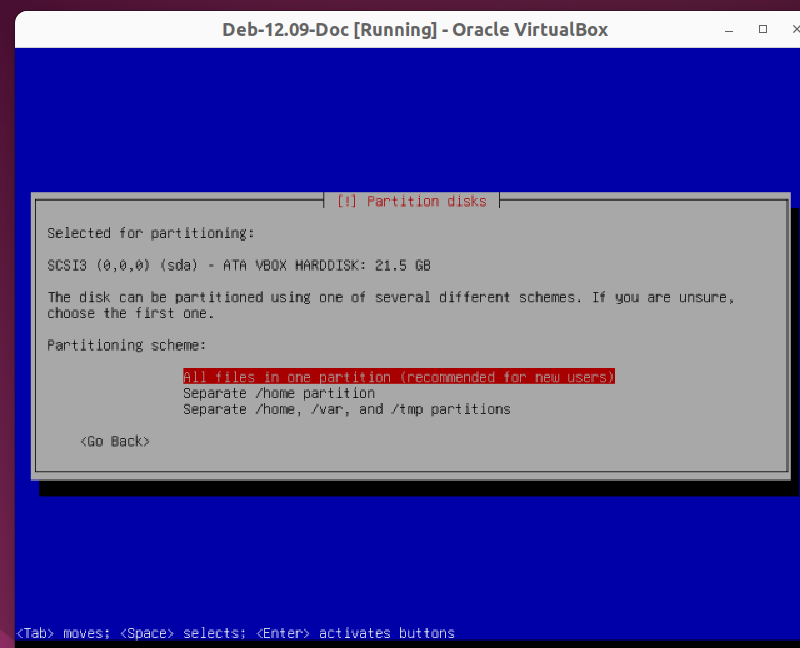 Deb-12.09-Doc [Running] - Oracle VirtualBox
[!] Partition disks
Selected for partitioning:
SCSI3 (0,0,0) (sda) - ATA VBOX HARDDISK: 21.5 GB
The disk can be partitioned using one of several different schemes. If you are unsure,
choose the first one.
Partitioning scheme:
All files in one partition (recommended for new users)
Separate /home partition
Separate /home, /var, and /tmp partitions
<Go Back>
<Tab> moves; <Space> selects; <Enter> activates buttons